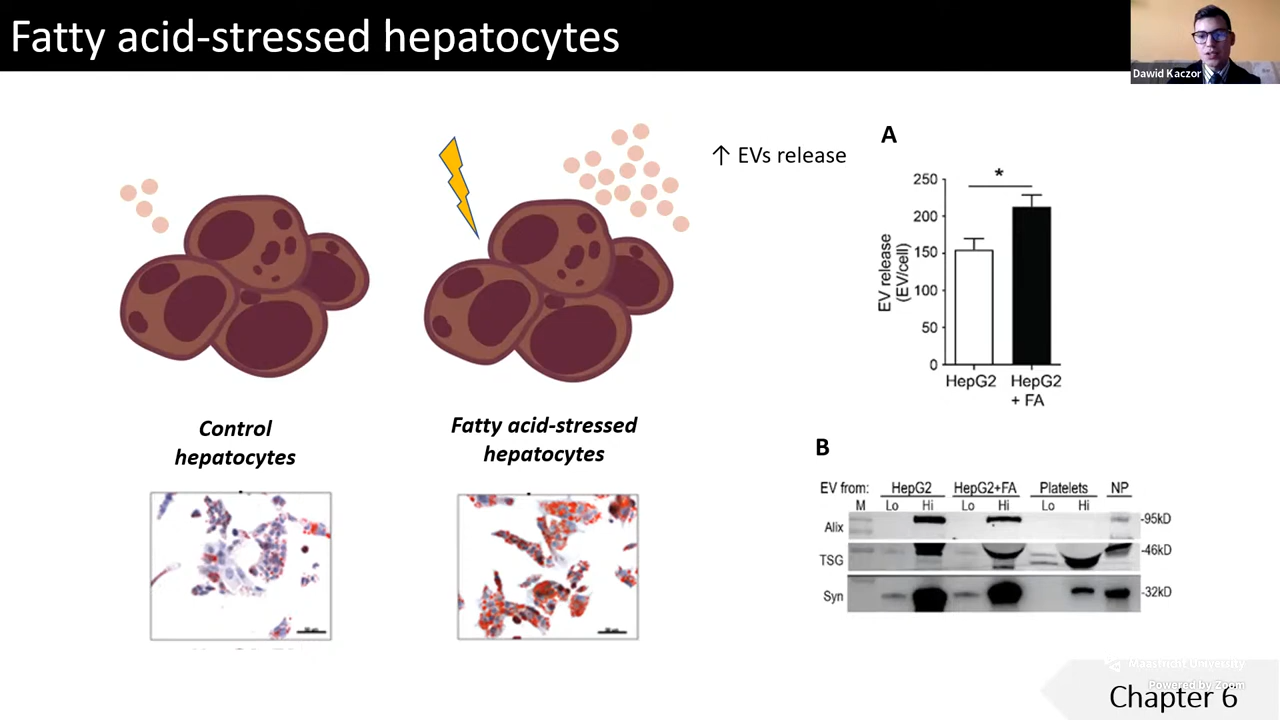 Fatty acid-stressed hepatocytes
Dawid Kaczor
↑ EVs release
Control
hepatocytes
Fatty acid-stressed
hepatocytes
A
*
250
200
150
100
50
0
EV release
(EV/cell)
HepG2
HepG2
+ FA
B
EV from: HepG2 HepG2+FA Platelets NP
M Lo Hi Lo Hi Lo Hi
Alix -95kD
TSG -46kD
Syn -32kD
Maastricht University
Powered by Zoom
Chapter 6